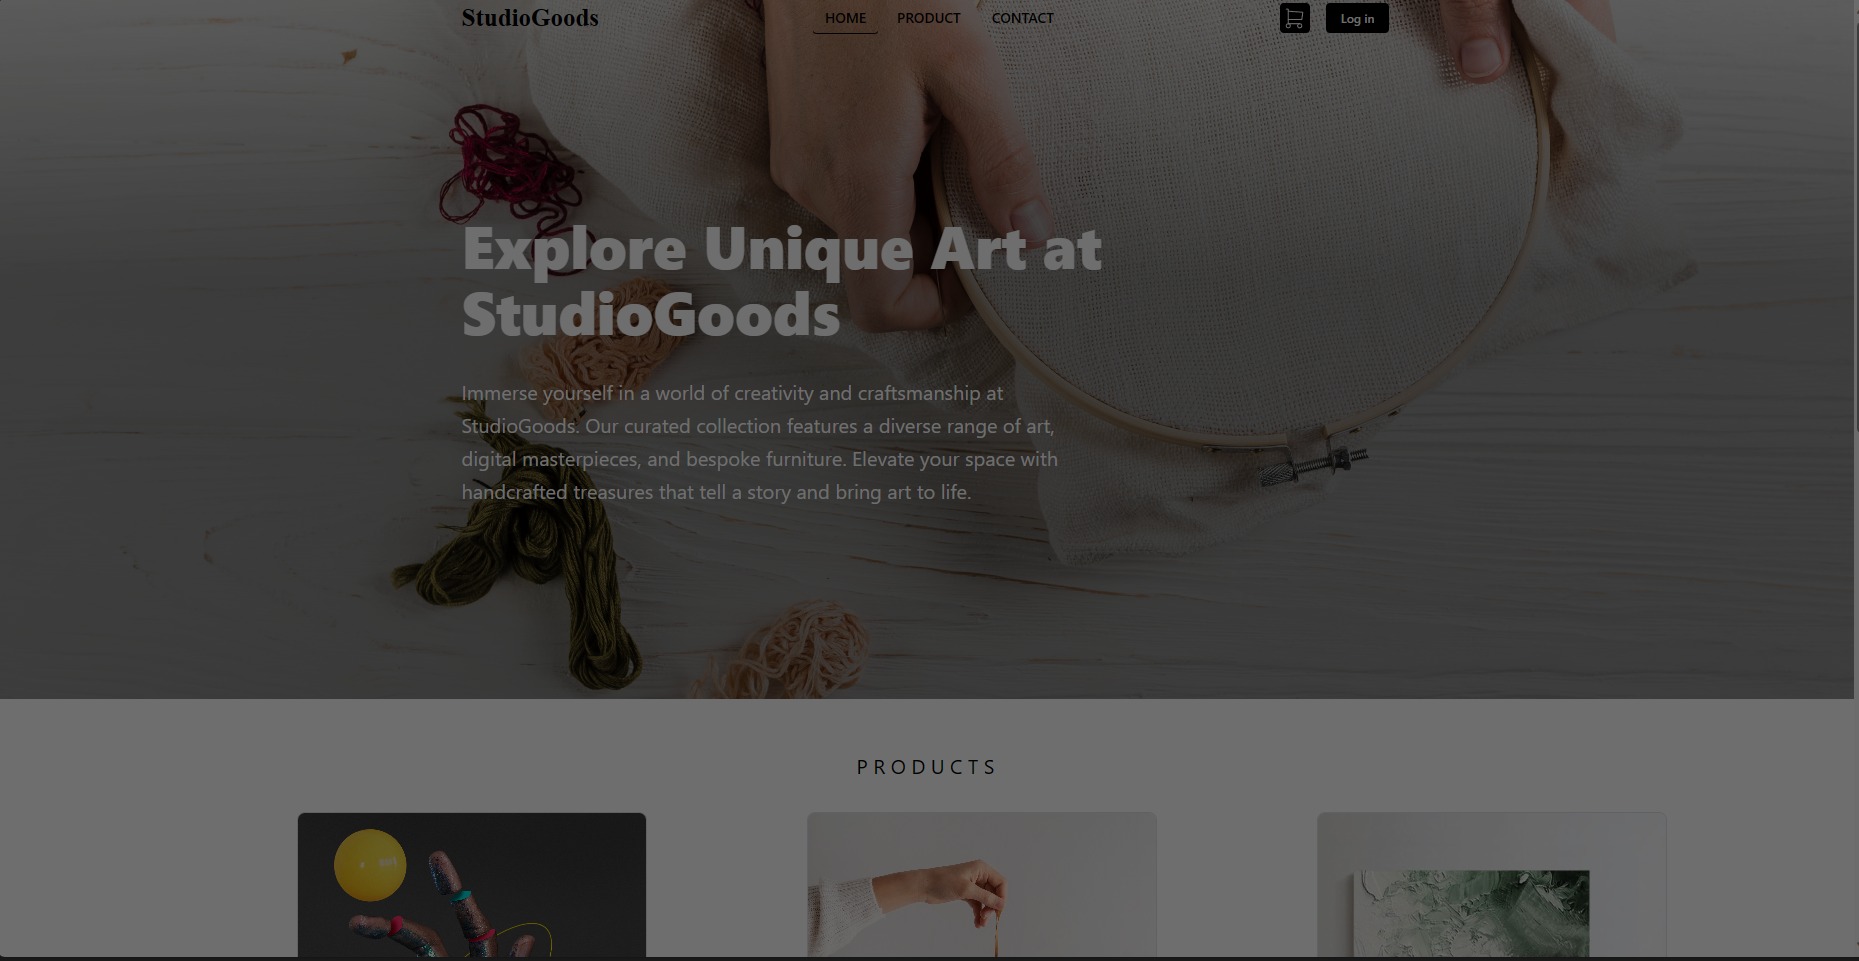 StudioGoods
HOME PRODUCT CONTACT
Log in
Explore Unique Art at
StudioGoods
Immerse yourself in a world of creativity and craftsmanship at
StudioGoods. Our curated collection features a diverse range of art,
digital masterpieces, and bespoke furniture. Elevate your space with
handcrafted treasures that tell a story and bring art to life.
PRODUCTS